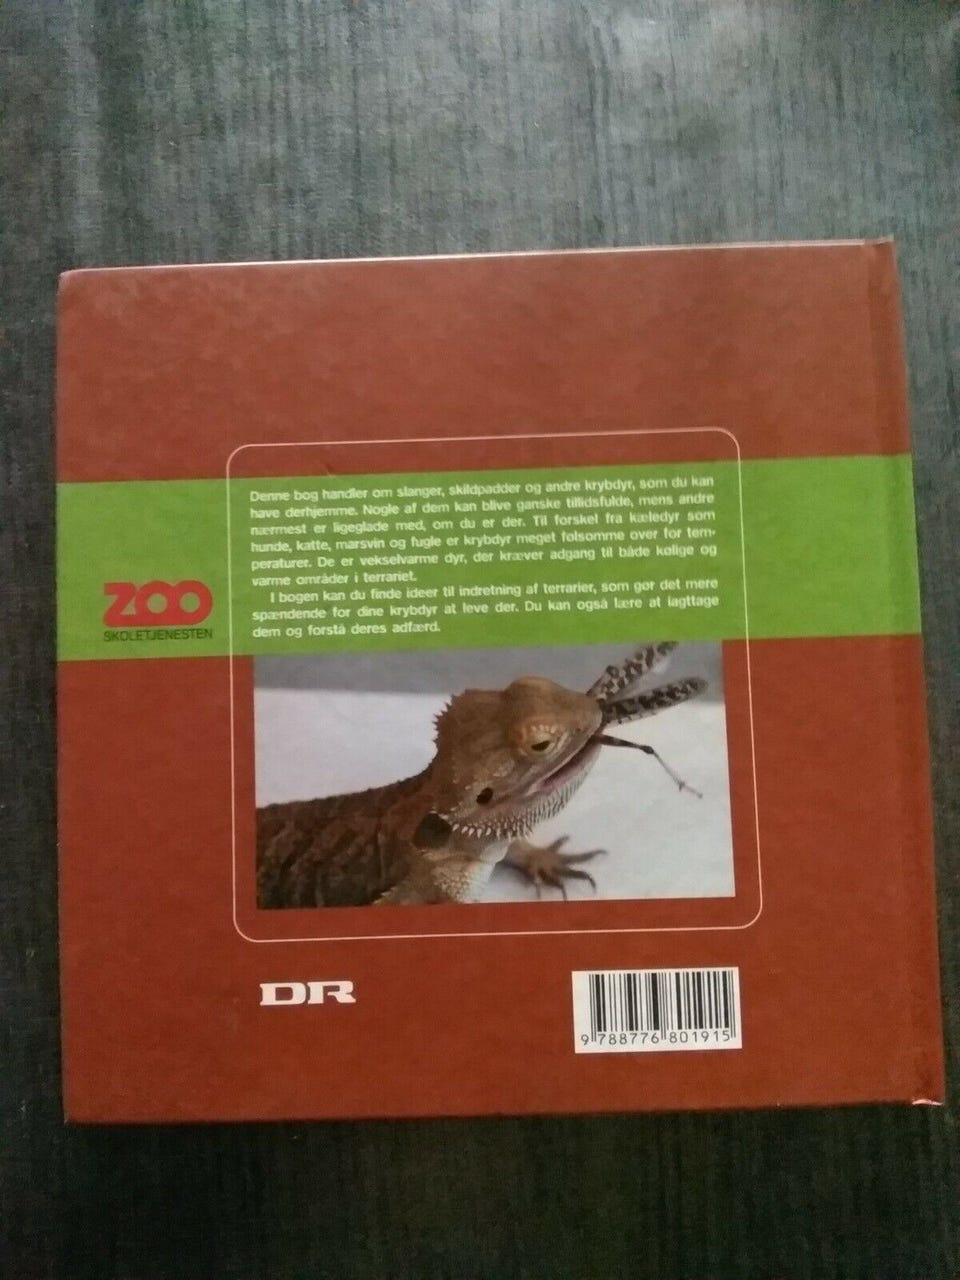 Denne bog handler om slanger, skildpadder og andre krybdyr, som du kan
have derhjemme. Nogle af dem kan blive ganske tillidsfulde, mens andre
nærmest er ligeglade med, om du er der. Til forskel fra kæledyr som
hunde, katte, marsvin og fugle er krybdyr meget følsomme over for tem-
peraturer. De er vekselvarme dyr, der kræver adgang til både kølige og
varme områder i terrariet.
I bogen kan du finde ideer til indretning af terrarier, som gør det mere
spændende for dine krybdyr at leve der. Du kan også lære at iagttage
dem og forstå deres adfærd.
ZOO
SKOLETJENESTEN
DR
9 788776 801915